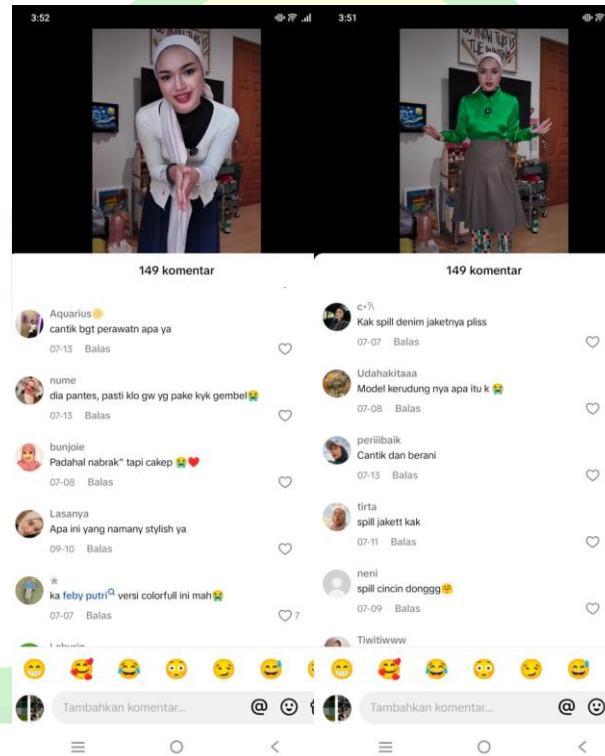 3:52
149 komentar
Aquarius
cantik bgt perawatn apa ya
07-13 Balas
nume
dia pantes, pasti klo gw yg pake kyk gembel😭
07-13 Balas
bunjoie
Padahal nabrak" tapi cakep 😭❤️
07-08 Balas
Lasanya
Apa ini yang namany stylish ya
09-10 Balas
ka feby putri versi colorfull ini mah😭
07-07 Balas
7
Tambahkan komentar...
3:51
149 komentar
Kak spill denim jaketnya pliss
07-07 Balas
Udahakitaaa
Model kerudung nya apa itu k 😭
07-08 Balas
periiibaik
Cantik dan berani
07-13 Balas
tirta
spill jakett kak
07-11 Balas
neni
spill cincin donggg🤗
07-09 Balas
Tiwitiwww
Tambahkan komentar...